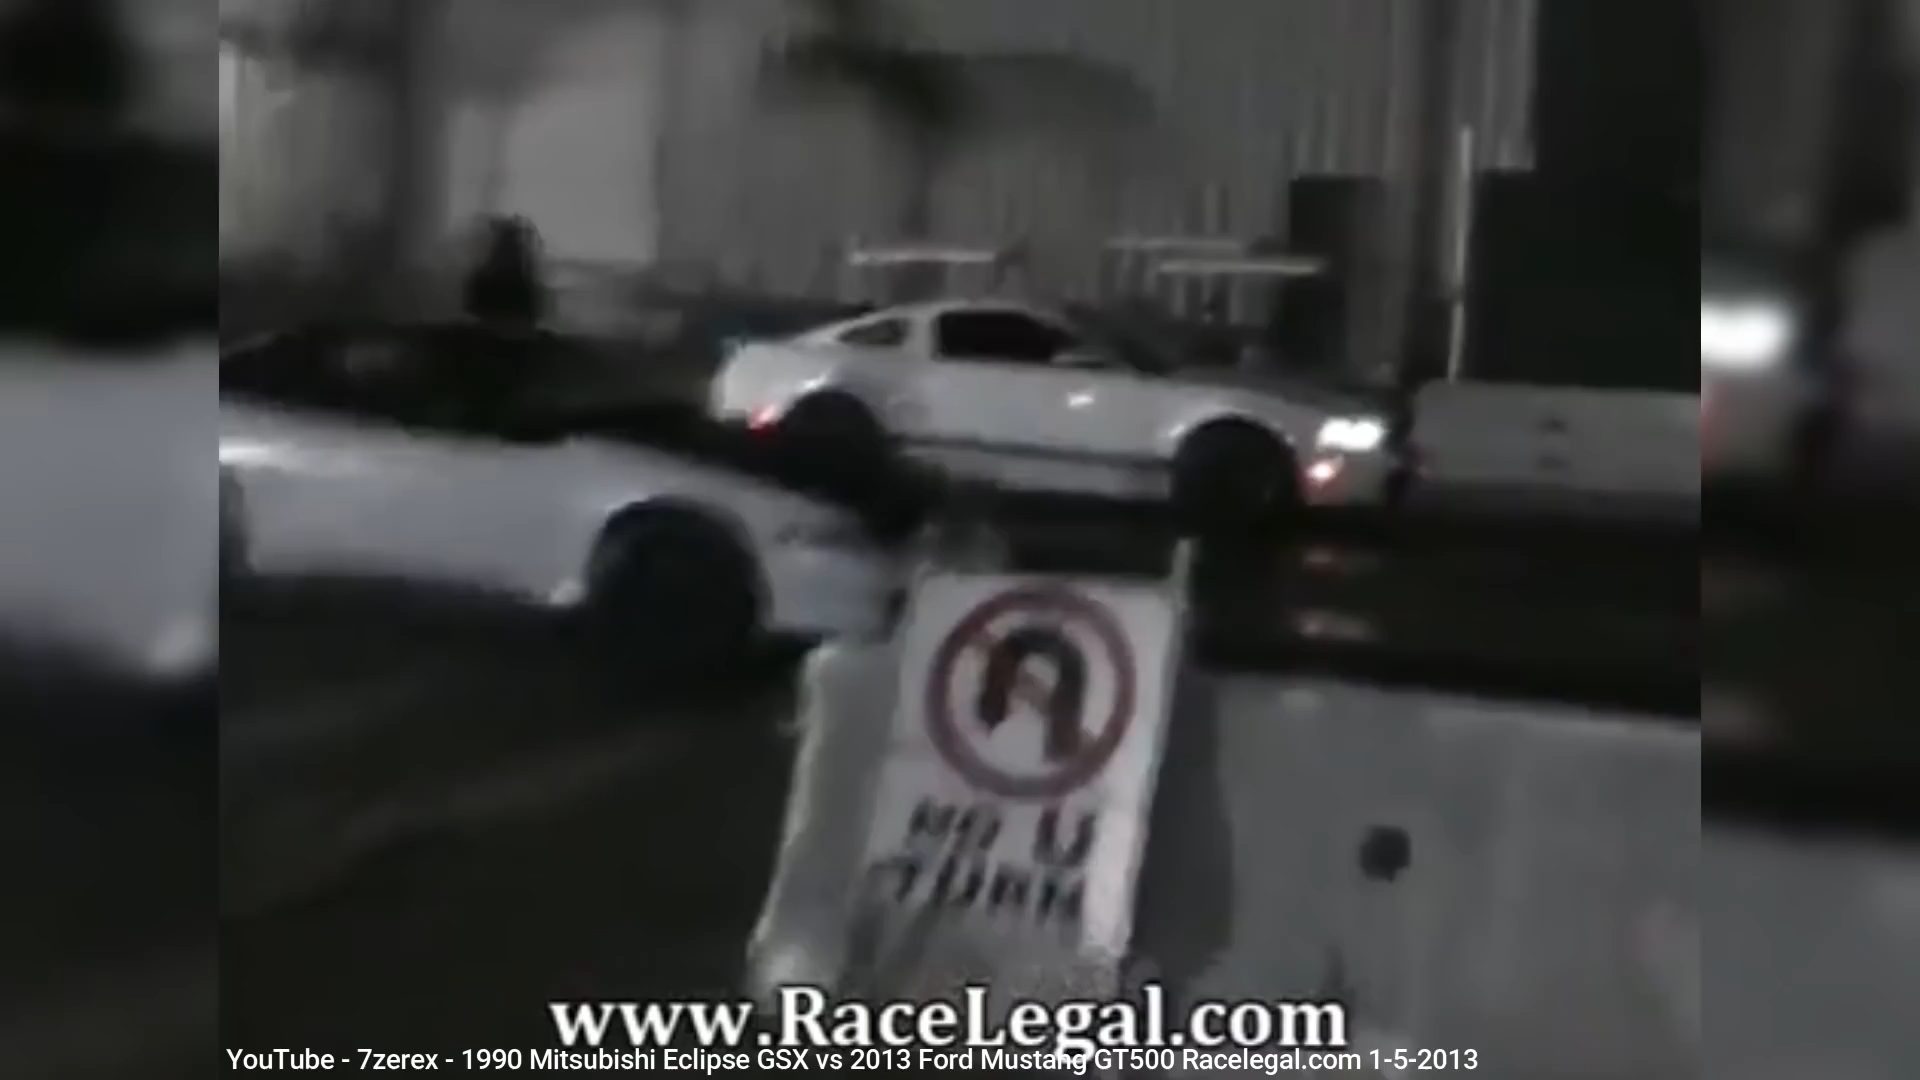 NO U
TURN
www.RaceLegal.com
YouTube - 7zerex - 1990 Mitsubishi Eclipse GSX vs 2013 Ford Mustang GT500 Racelegal.com 1-5-2013